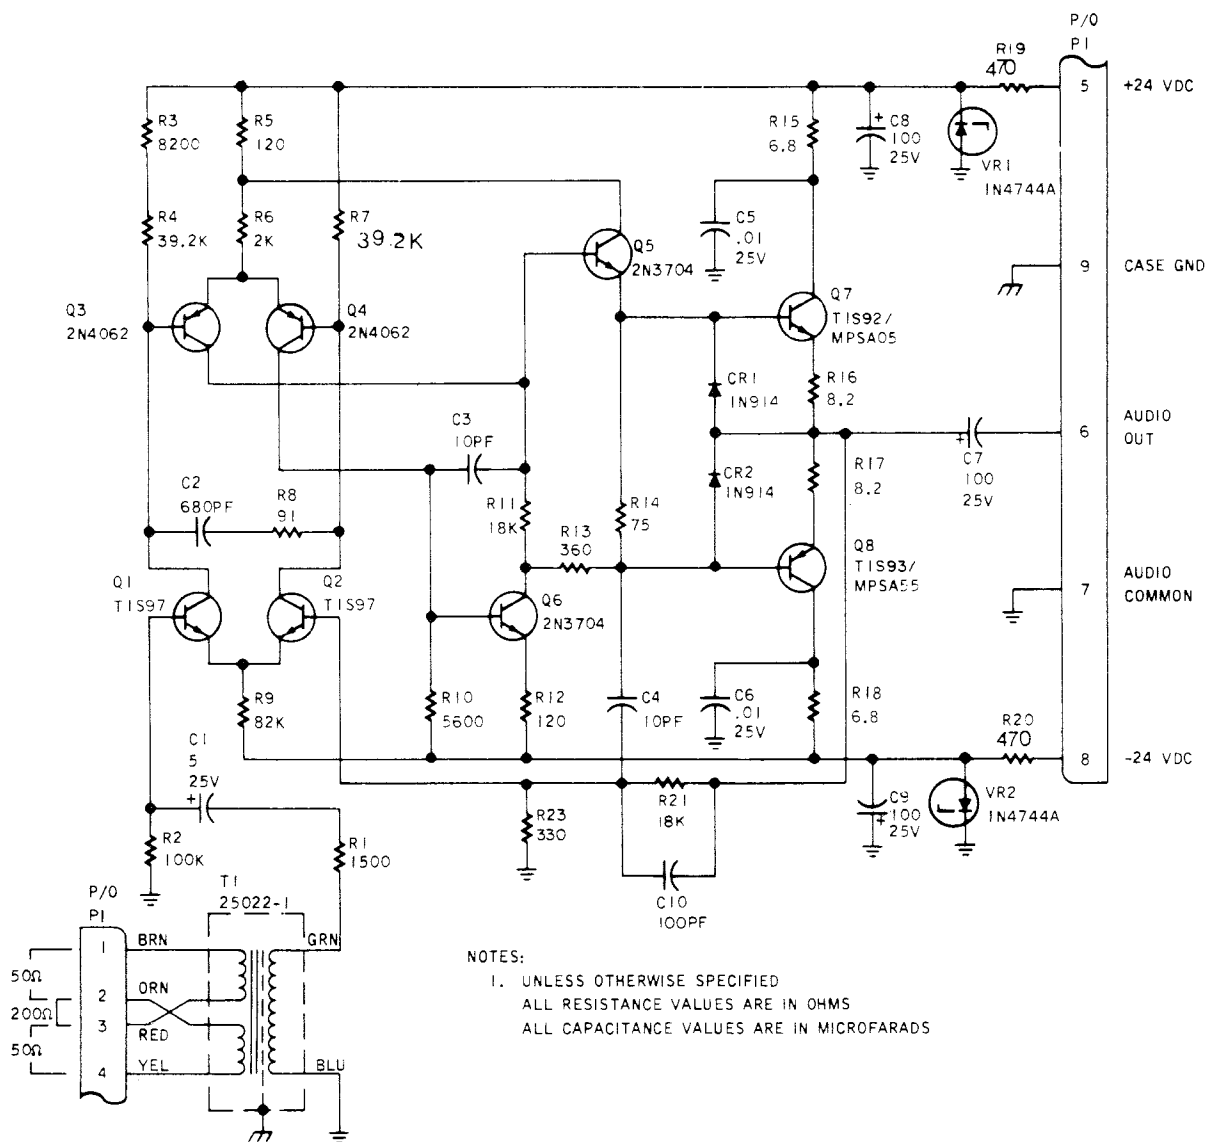 P/O
P1
R19
470
5
+24 VDC
R3
8200
R5
120
R15
6.8
+
C8
100
25V
VR1
1N4744A
R4
39.2K
R6
2K
R7
39.2K
C5
.01
25V
Q5
2N3704
9
CASE GND
Q3
2N4062
Q4
2N4062
Q7
TIS92/
MPSA05
CR1
1N914
R16
8.2
C3
10PF
AUDIO
OUT
6
+
C7
100
25V
C2
680PF
R8
91
R11
18K
CR2
1N914
R17
8.2
R14
75
R13
360
Q8
TIS93/
MPSA55
Q1
TIS97
Q2
TIS97
Q6
2N3704
7
AUDIO
COMMON
R9
82K
R10
5600
R12
120
C4
10PF
C6
.01
25V
R18
6.8
R20
470
8
-24 VDC
C1
5
25V
+
R21
18K
C9
100
25V
+
VR2
1N4744A
R2
100K
R1
1500
R23
330
C10
100PF
P/O
P1
T1
25022-1
1
BRN
GRN
50Ω
2
ORN
200Ω
3
RED
50Ω
4
YEL
BLU
NOTES:
1. UNLESS OTHERWISE SPECIFIED
ALL RESISTANCE VALUES ARE IN OHMS
ALL CAPACITANCE VALUES ARE IN MICROFARADS